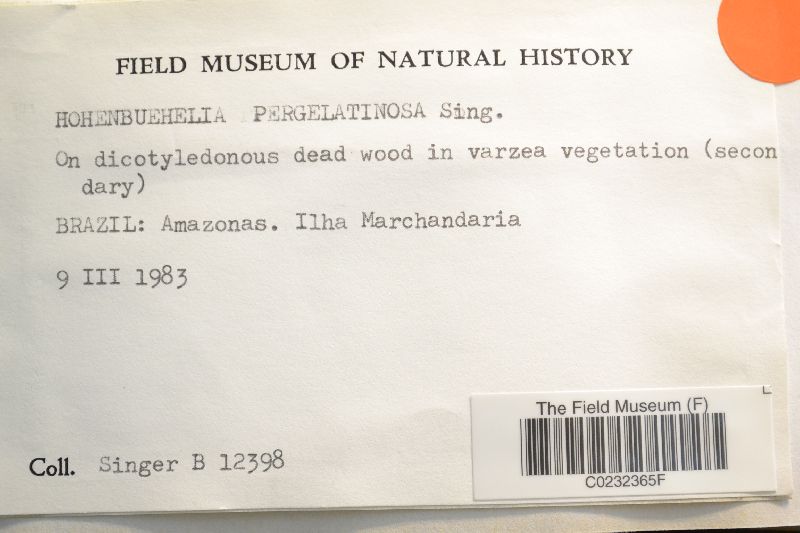 FIELD MUSEUM OF NATURAL HISTORY
HOHENBUEHELIA PERGELATINOSA Sing.
On dicotyledonous dead wood in varzea vegetation (secon
dary)
BRAZIL: Amazonas. Ilha Marchandaria
9 III 1983
Coll. Singer B 12398
The Field Museum (F)
C0232365F